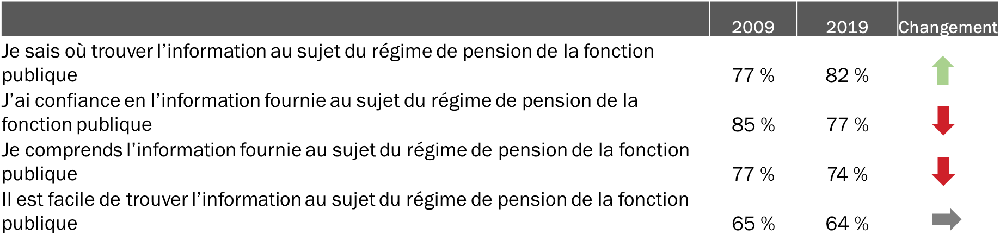 2009 2019 Changement
Je sais où trouver l’information au sujet du régime de pension de la fonction
publique 77 % 82 %
J’ai confiance en l’information fournie au sujet du régime de pension de la
fonction publique 85 % 77 %
Je comprends l’information fournie au sujet du régime de pension de la fonction
publique 77 % 74 %
Il est facile de trouver l’information au sujet du régime de pension de la fonction
publique 65 % 64 %